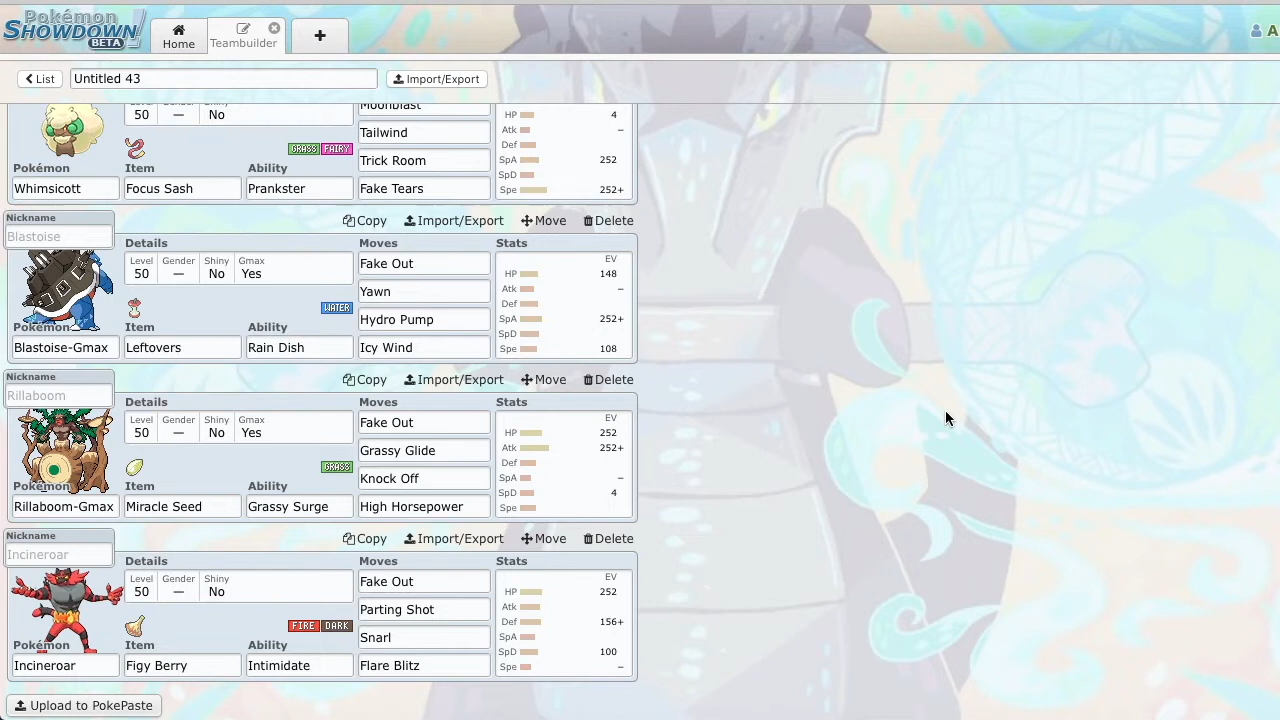 Pokémon
SHOWDOWN!
BETA
Home
Teambuilder
+
A
List
Untitled 43
Import/Export
Level
50
Gender
—
Shiny
No
Moonblast
Tailwind
Trick Room
Fake Tears
HP 4
Atk –
Def
SpA 252
SpD
Spe 252+
GRASS FAIRY
Pokémon Item Ability
Whimsicott Focus Sash Prankster
Copy Import/Export Move Delete
Nickname
Blastoise
Details Moves Stats
Level Gender Shiny Gmax
50 — No Yes
Fake Out
Yawn
Hydro Pump
Icy Wind
EV
HP 148
Atk –
Def
SpA 252+
SpD
Spe 108
WATER
Pokémon Item Ability
Blastoise-Gmax Leftovers Rain Dish
Copy Import/Export Move Delete
Nickname
Rillaboom
Details Moves Stats
Level Gender Shiny Gmax
50 — No Yes
Fake Out
Grassy Glide
Knock Off
High Horsepower
EV
HP 252
Atk 252+
Def
SpA –
SpD 4
Spe
GRASS
Pokémon Item Ability
Rillaboom-Gmax Miracle Seed Grassy Surge
Copy Import/Export Move Delete
Nickname
Incineroar
Details Moves Stats
Level Gender Shiny
50 — No
Fake Out
Parting Shot
Snarl
Flare Blitz
EV
HP 252
Atk
Def 156+
SpA
SpD 100
Spe –
FIRE DARK
Pokémon Item Ability
Incineroar Figy Berry Intimidate
Upload to PokePaste